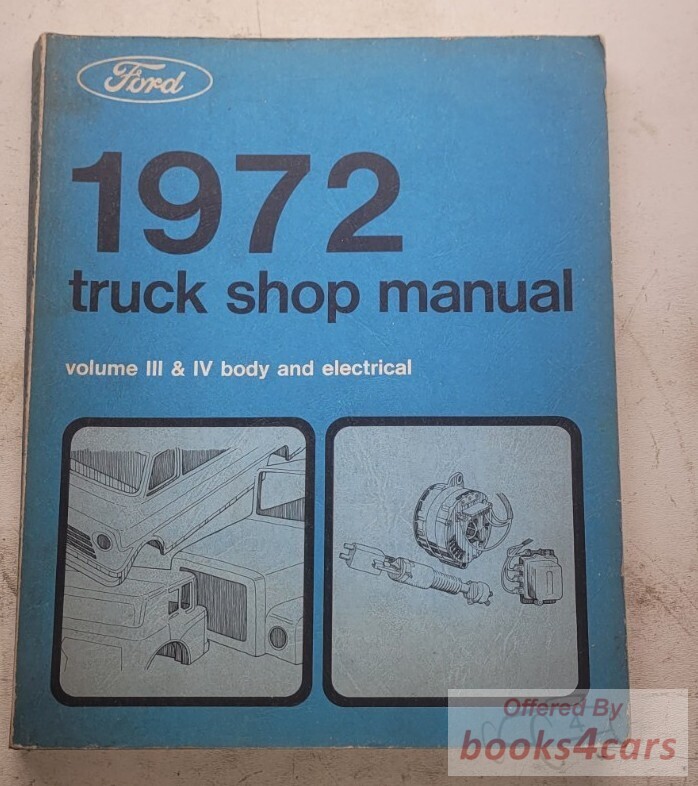 Ford
1972
truck shop manual
volume III & IV body and electrical
Offered By
books4cars